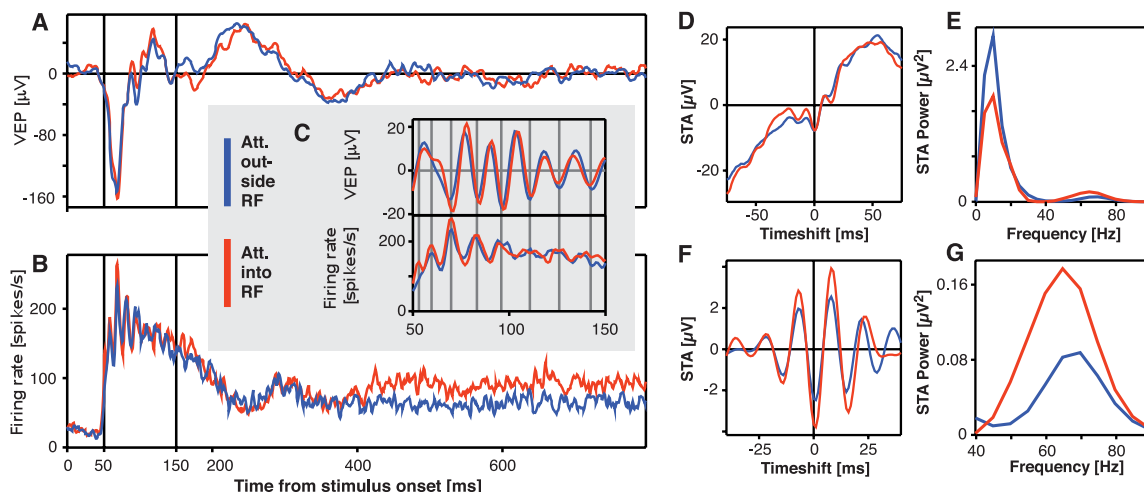 A
VEP [µV]
0
-80
-160
B
Firing rate [spikes/s]
200
100
0
0
50
150
200
400
600
Time from stimulus onset [ms]
Att.
out-
side
RF
Att.
into
RF
C
VEP [µV]
20
0
-20
Firing rate
[spikes/s]
200
0
50
100
150
D
STA [µV]
20
0
-20
-50
0
50
Timeshift [ms]
E
STA Power [µV²]
2.4
0
0
40
80
Frequency [Hz]
F
STA [µV]
2
0
-2
-25
0
25
Timeshift [ms]
G
STA Power [µV²]
0.16
0.08
0
40
60
80
Frequency [Hz]